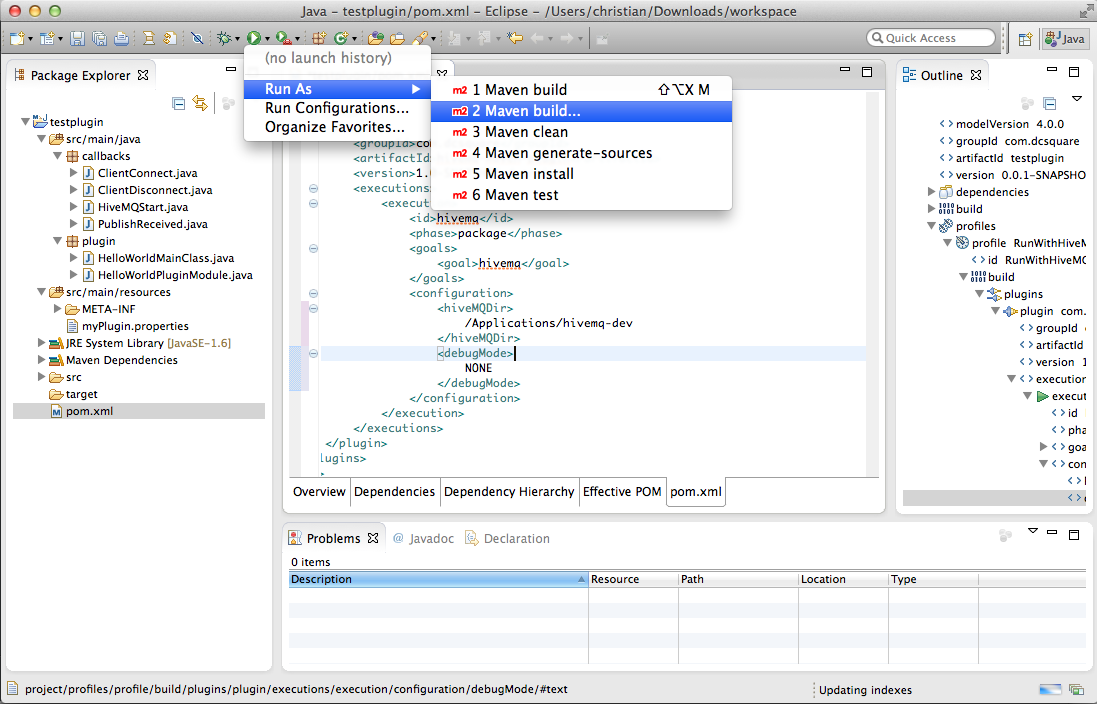 Java - testplugin/pom.xml - Eclipse - /Users/christian/Downloads/workspace
Quick Access
Java
(no launch history)
Run As
Run Configurations...
Organize Favorites...
m2 1 Maven build ⇧⌥X M
m2 2 Maven build...
m2 3 Maven clean
m2 4 Maven generate-sources
m2 5 Maven install
m2 6 Maven test
Package Explorer
testplugin
src/main/java
callbacks
ClientConnect.java
ClientDisconnect.java
HiveMQStart.java
PublishReceived.java
plugin
HelloWorldMainClass.java
HelloWorldPluginModule.java
src/main/resources
META-INF
myPlugin.properties
JRE System Library [JavaSE-1.6]
Maven Dependencies
src
target
pom.xml
<groupId>co
<artifactId>
<version>1.0
<executions>
<execut
<id>hivemq</id>
<phase>package</phase>
<goals>
<goal>hivemq</goal>
</goals>
<configuration>
<hiveMQDir>
/Applications/hivemq-dev
</hiveMQDir>
<debugMode>
NONE
</debugMode>
</configuration>
</execution>
</executions>
</plugin>
lugins>
>
Overview
Dependencies
Dependency Hierarchy
Effective POM
pom.xml
Outline
modelVersion 4.0.0
groupId com.dcsquare
artifactId testplugin
version 0.0.1-SNAPSHO
dependencies
build
profiles
profile RunWithHiveM
id RunWithHiveMQ
build
plugins
plugin com.
groupId
artifactId
version 1
execution
execut
id
pha
goa
con
Problems
@ Javadoc
Declaration
0 items
Description Resource Path Location Type
project/profiles/profile/build/plugins/plugin/executions/execution/configuration/debugMode/#text
Updating indexes